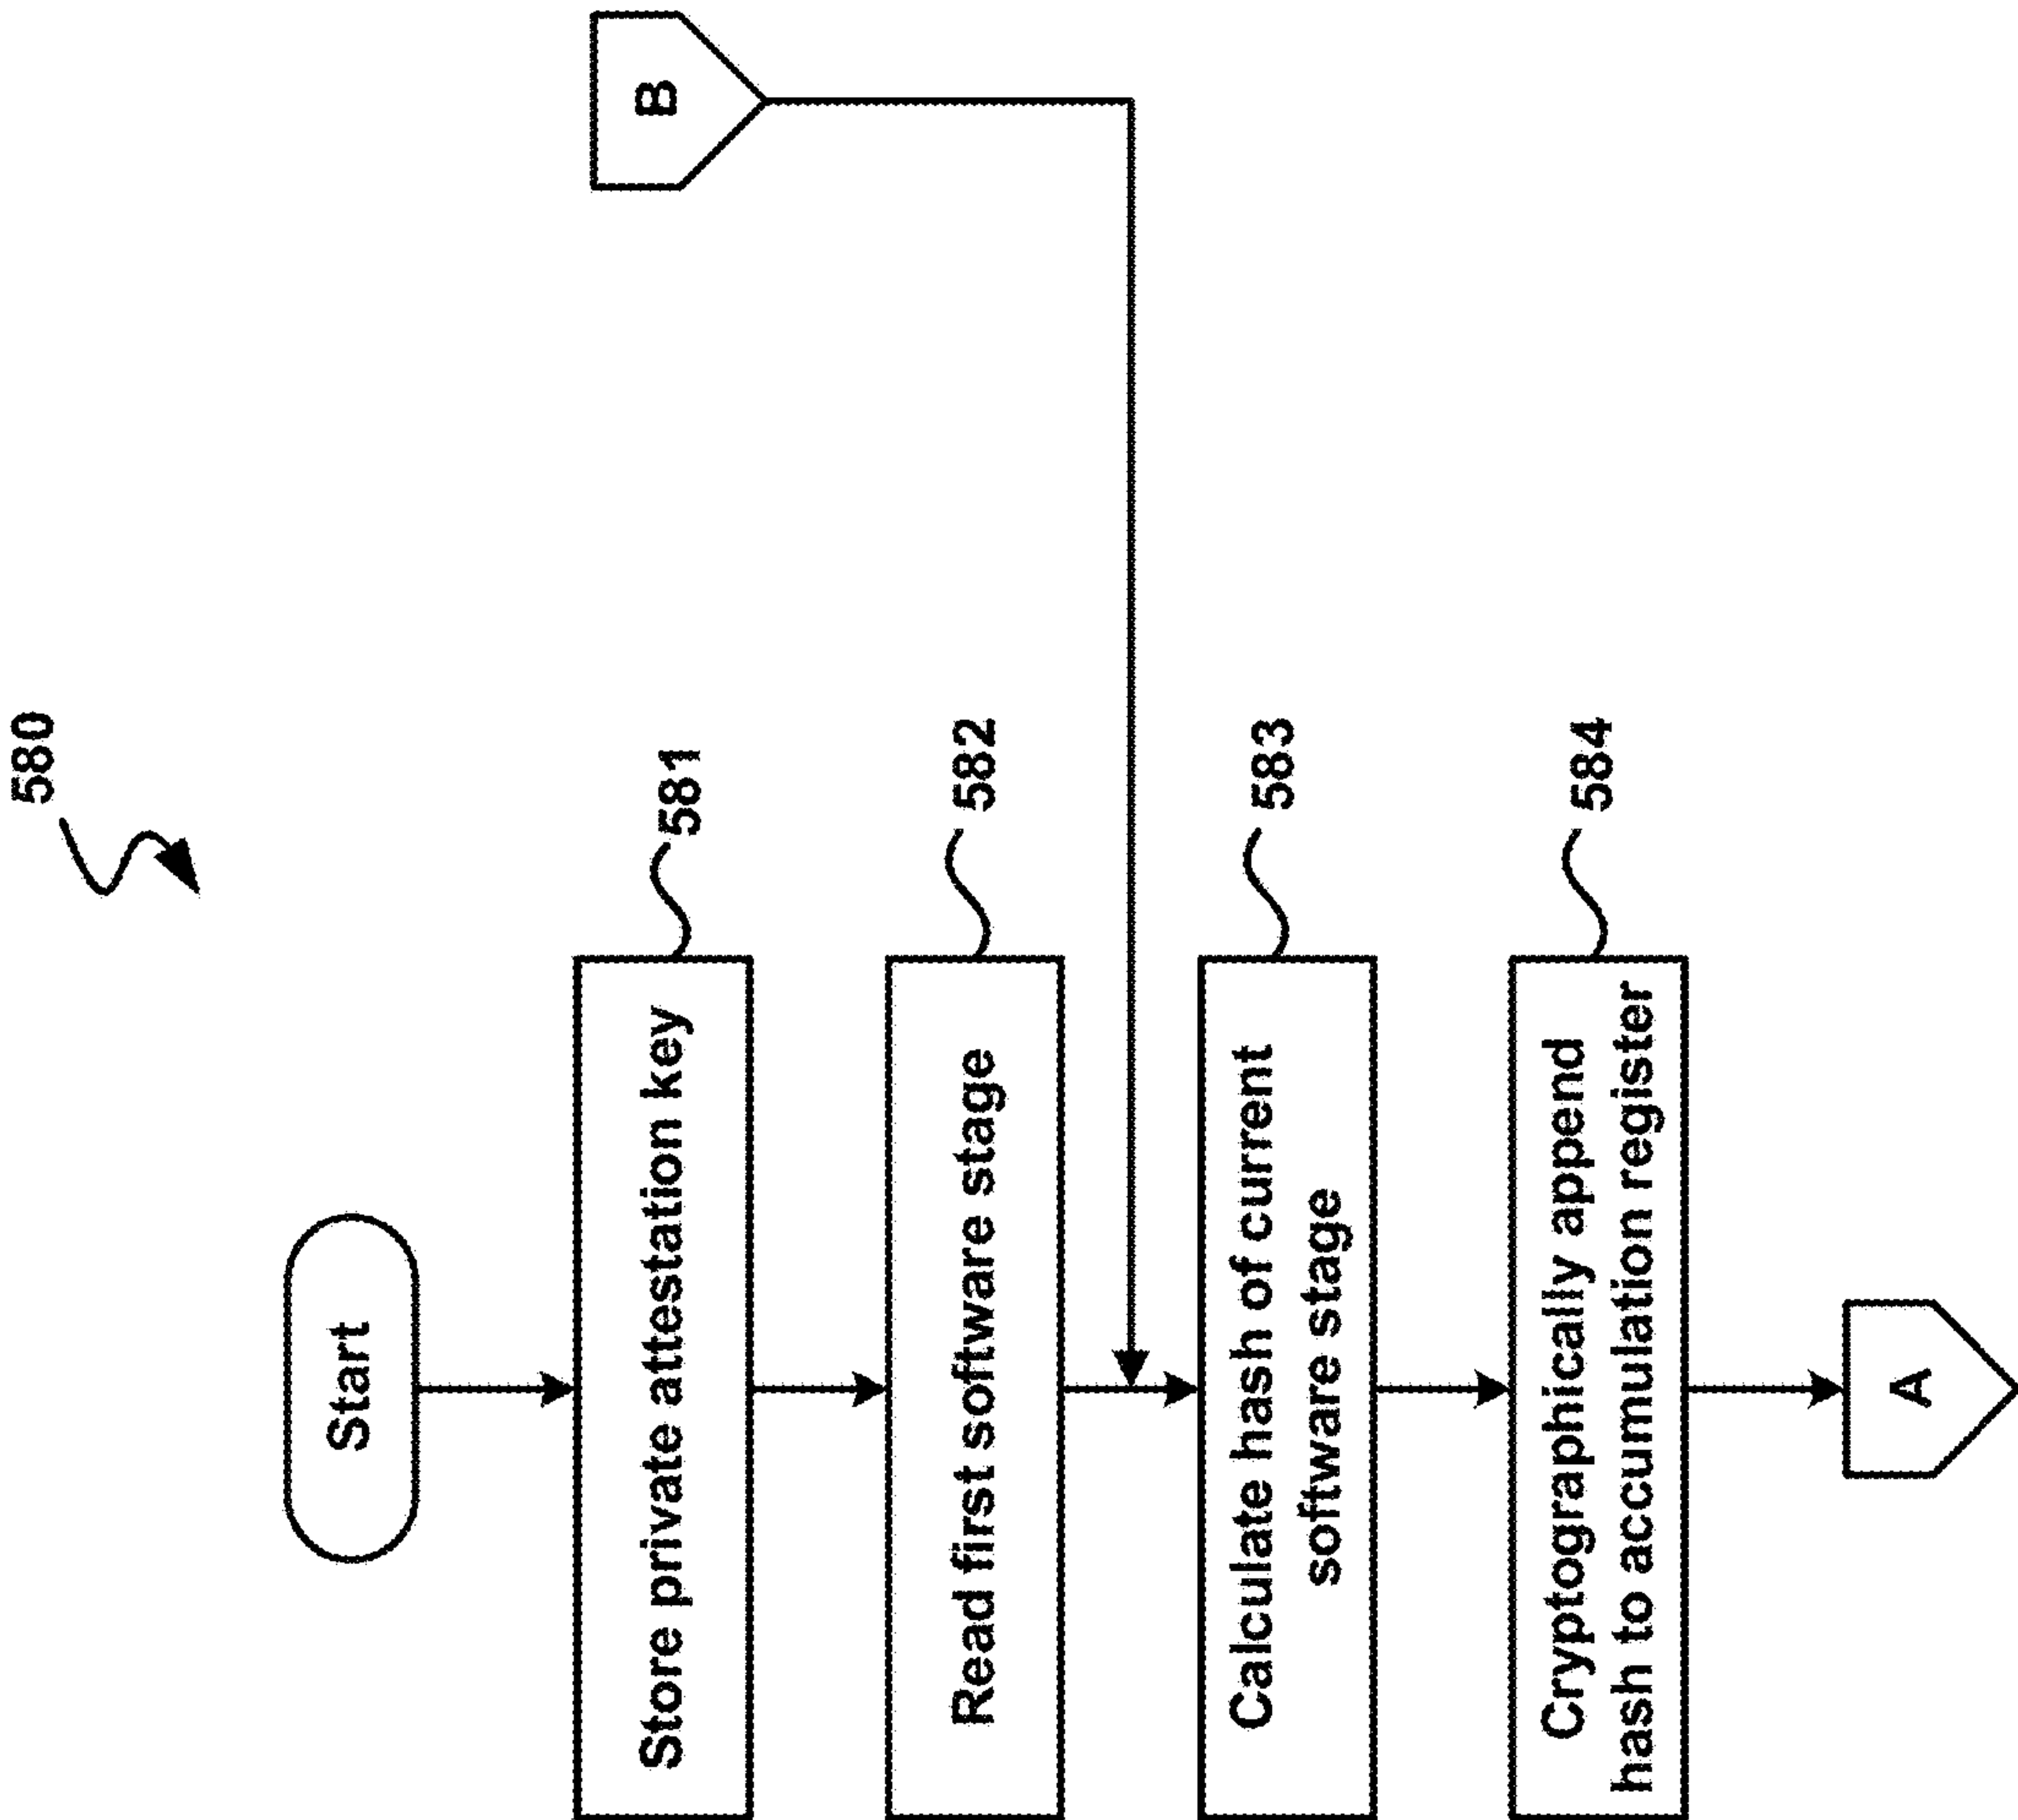 580
Start
B
Store private attestation key
581
Read first software stage
582
Calculate hash of current
software stage
583
Cryptographically append
hash to accumulation register
584
A